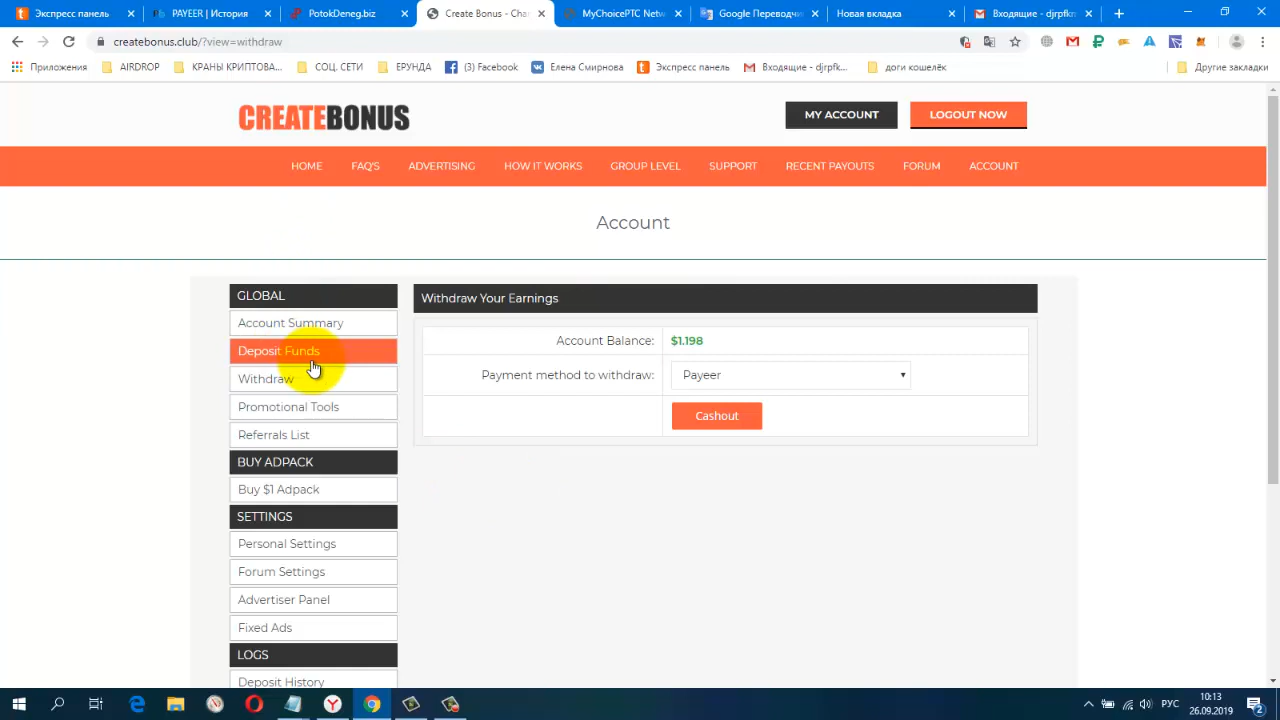 Экспресс панель
PAYEER | История
PotokDeneg.biz
Create Bonus - Cha
MyChoicePTC Netw
Google Переводчи
Новая вкладка
Входящие - djrpfkn
createbonus.club/?view=withdraw
Приложения
AIRDROP
КРАНЫ КРИПТОВА...
СОЦ. СЕТИ
ЕРУНДА
(3) Facebook
Елена Смирнова
Экспресс панель
Входящие - djrpfk...
доги кошелёк
Другие закладки
CREATEBONUS
MY ACCOUNT
LOGOUT NOW
HOME
FAQ'S
ADVERTISING
HOW IT WORKS
GROUP LEVEL
SUPPORT
RECENT PAYOUTS
FORUM
ACCOUNT
Account
GLOBAL
Account Summary
Deposit Funds
Withdraw
Promotional Tools
Referrals List
BUY ADPACK
Buy $1 Adpack
SETTINGS
Personal Settings
Forum Settings
Advertiser Panel
Fixed Ads
LOGS
Deposit History
Withdraw Your Earnings
Account Balance: $1.198
Payment method to withdraw: Payeer
Cashout
РУС
10:13
26.09.2019
2